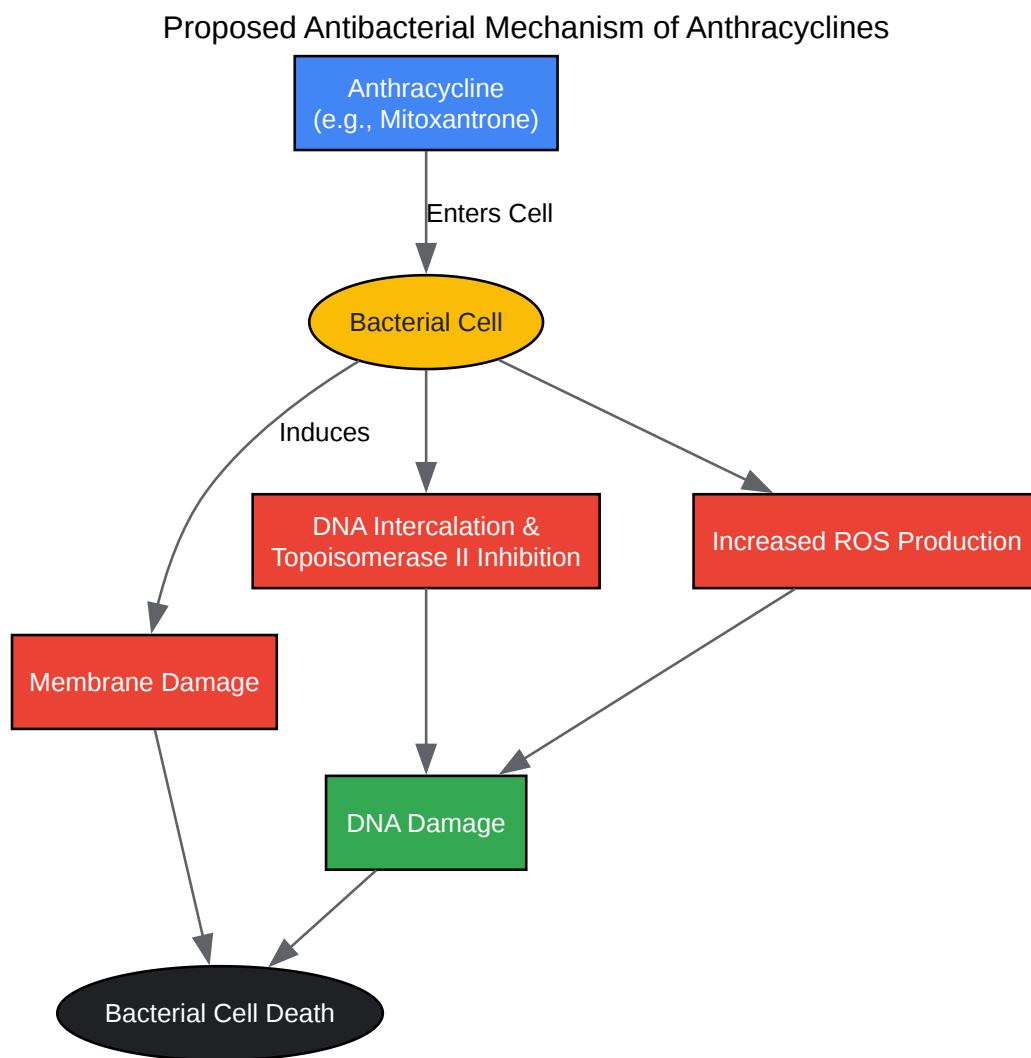 Proposed Antibacterial Mechanism of Anthracyclines
Anthracycline
(e.g., Mitoxantrone)
Enters Cell
Bacterial Cell
Induces
DNA Intercalation &
Topoisomerase II Inhibition
Increased ROS Production
Membrane Damage
DNA Damage
Bacterial Cell Death